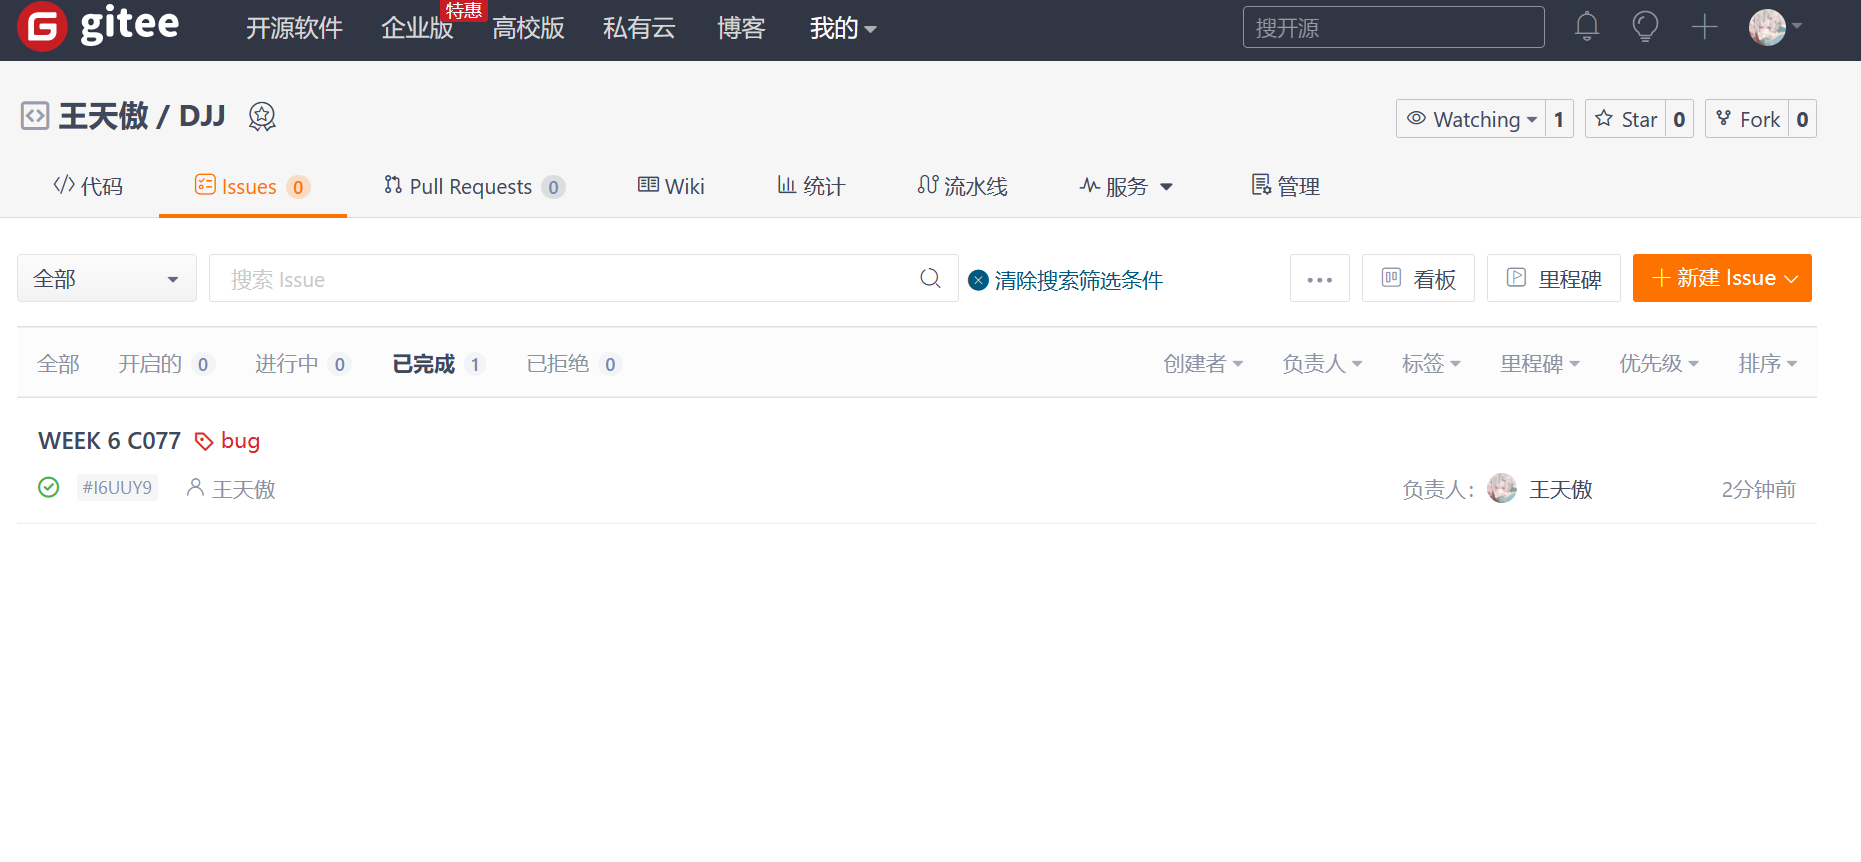 gitee 开源软件 企业版 特惠 高校版 私有云 博客 我的 搜开源
王天傲 / DJJ Watching 1 Star 0 Fork 0
代码 Issues 0 Pull Requests 0 Wiki 统计 流水线 服务 管理
全部 搜索 Issue 清除搜索筛选条件 ... 看板 里程碑 新建 Issue
全部 开启的 0 进行中 0 已完成 1 已拒绝 0 创建者 负责人 标签 里程碑 优先级 排序
WEEK 6 C077 bug
#I6UUY9 王天傲 负责人： 王天傲 2分钟前